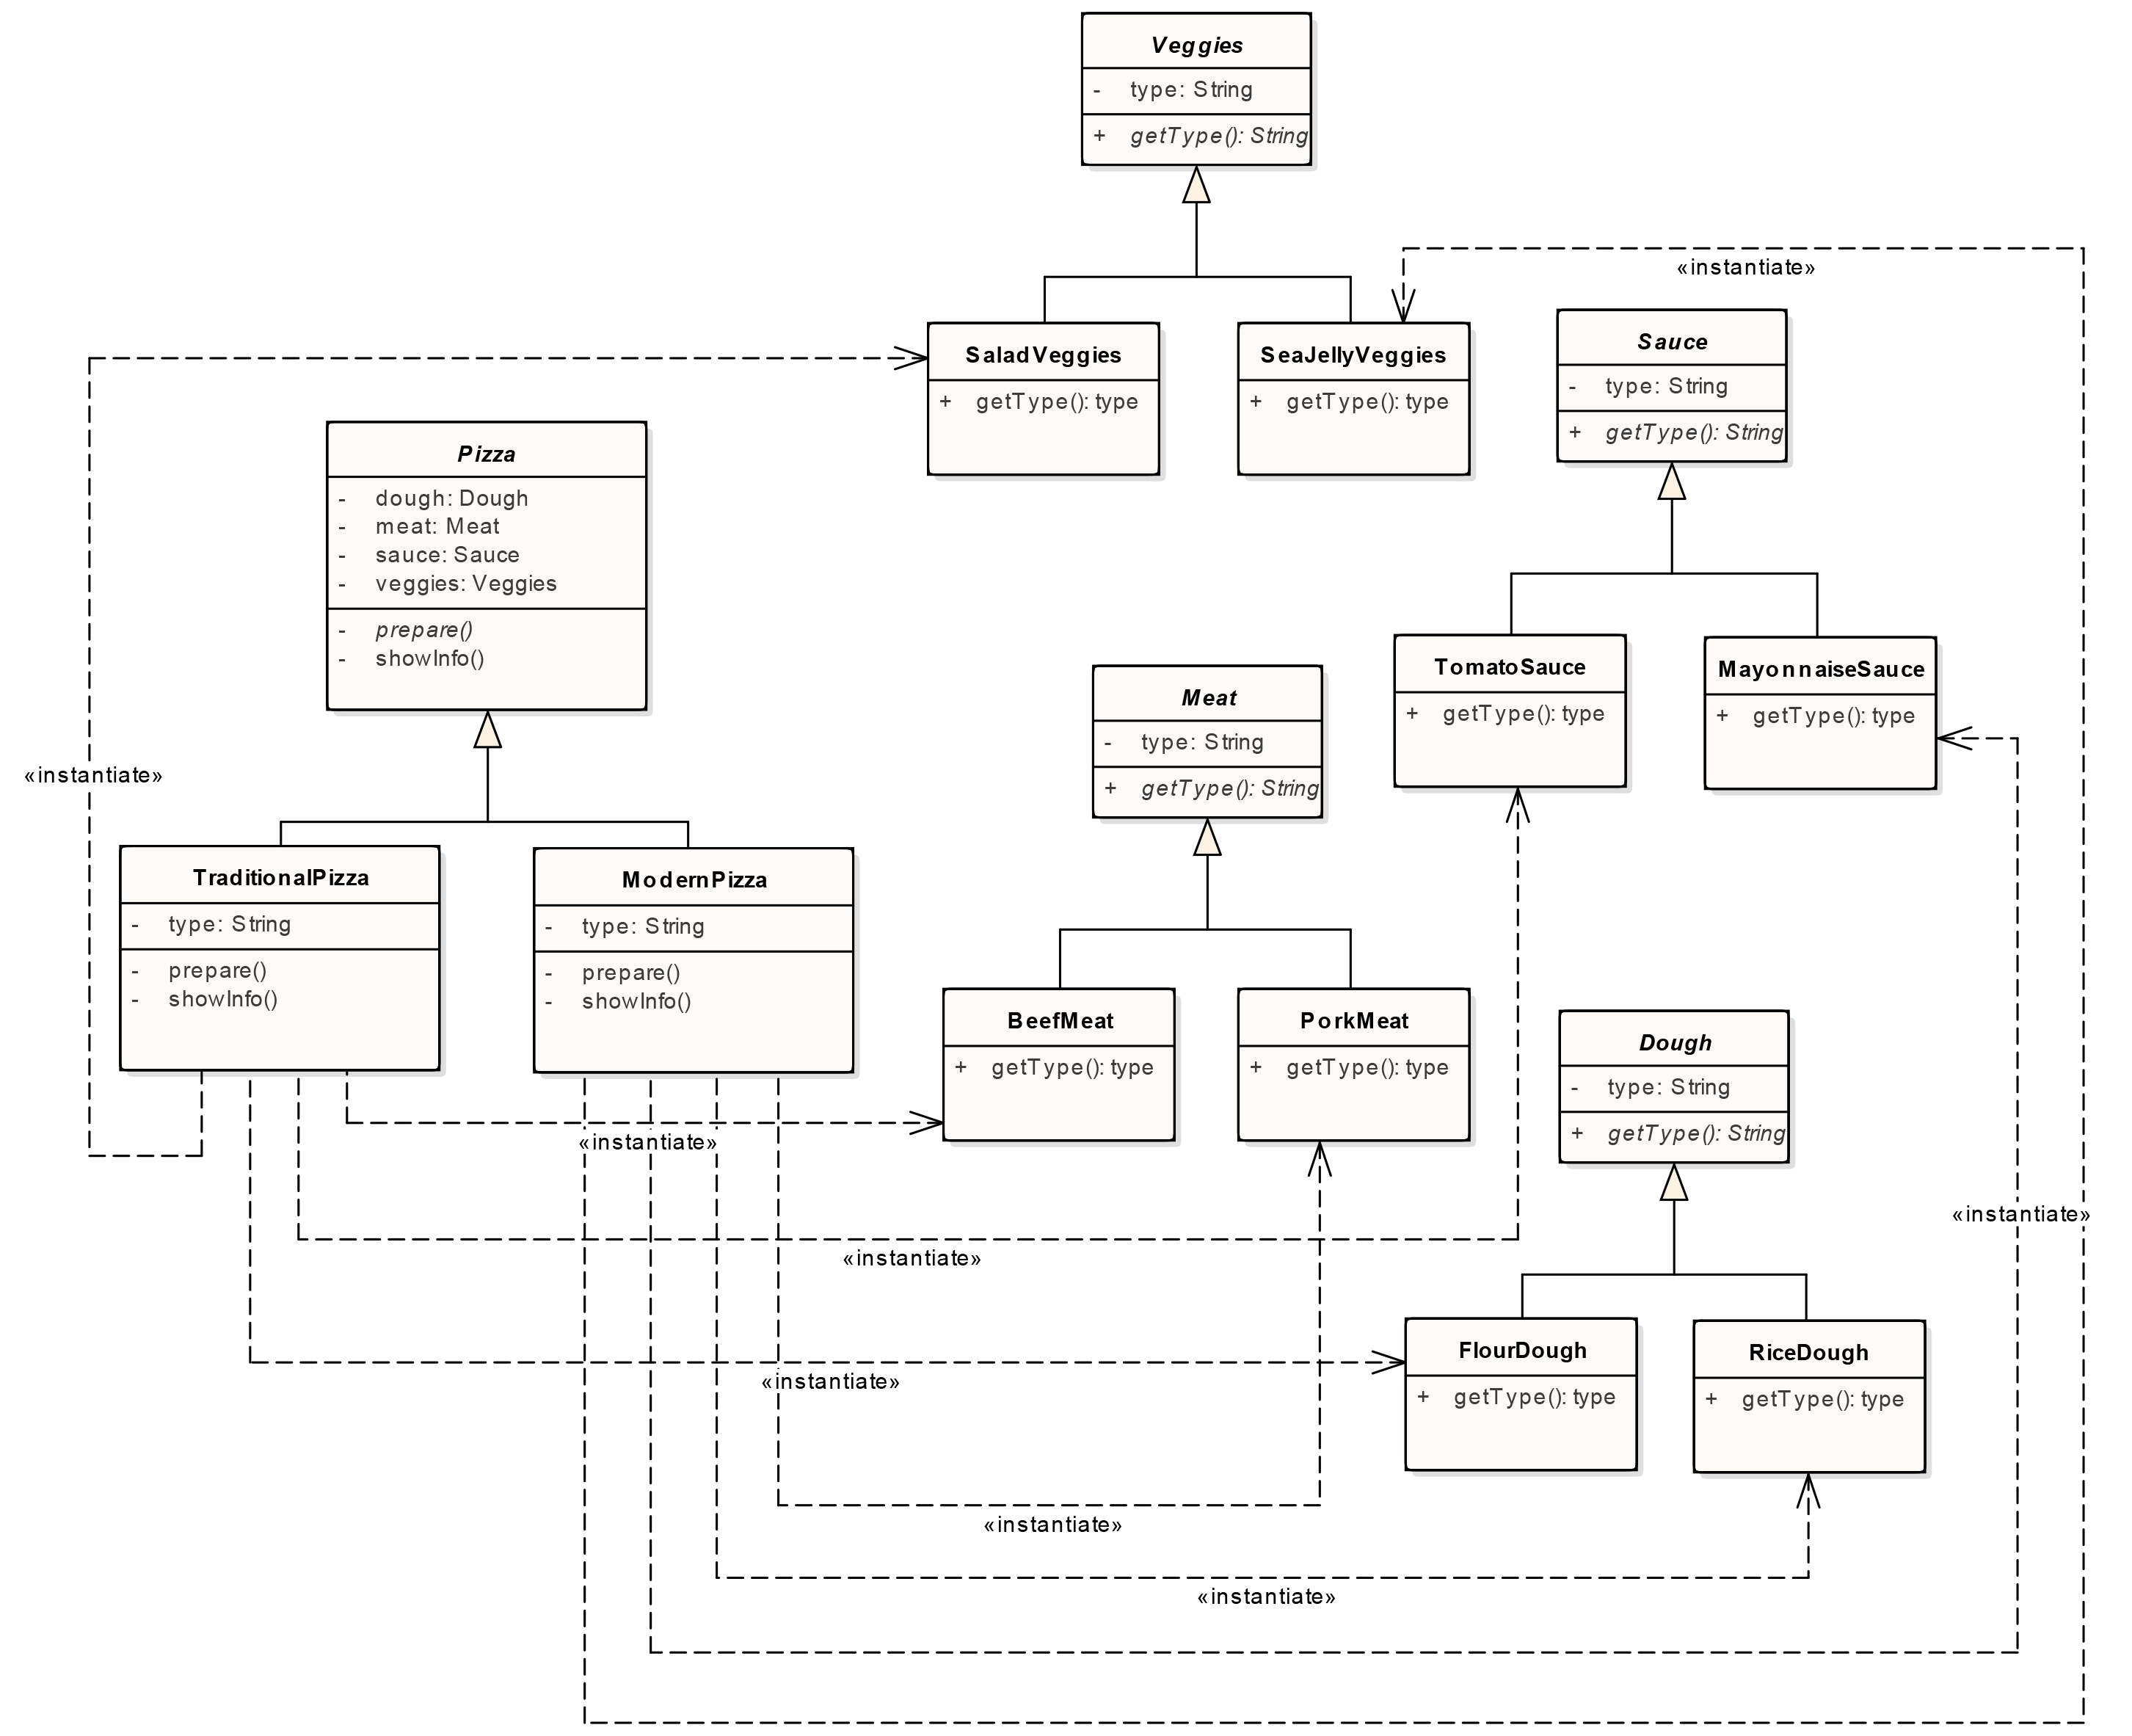 Veggies
- type: String
+ getType(): String
«instantiate»
SaladVeggies
+ getType(): type
SeaJellyVeggies
+ getType(): type
Sauce
- type: String
+ getType(): String
Pizza
- dough: Dough
- meat: Meat
- sauce: Sauce
- veggies: Veggies
- prepare()
- showInfo()
«instantiate»
TomatoSauce
+ getType(): type
MayonnaiseSauce
+ getType(): type
Meat
- type: String
+ getType(): String
TraditionalPizza
- type: String
- prepare()
- showInfo()
ModernPizza
- type: String
- prepare()
- showInfo()
BeefMeat
+ getType(): type
PorkMeat
+ getType(): type
Dough
- type: String
+ getType(): String
«instantiate»
«instantiate»
«instantiate»
«instantiate»
FlourDough
+ getType(): type
RiceDough
+ getType(): type
«instantiate»
«instantiate»